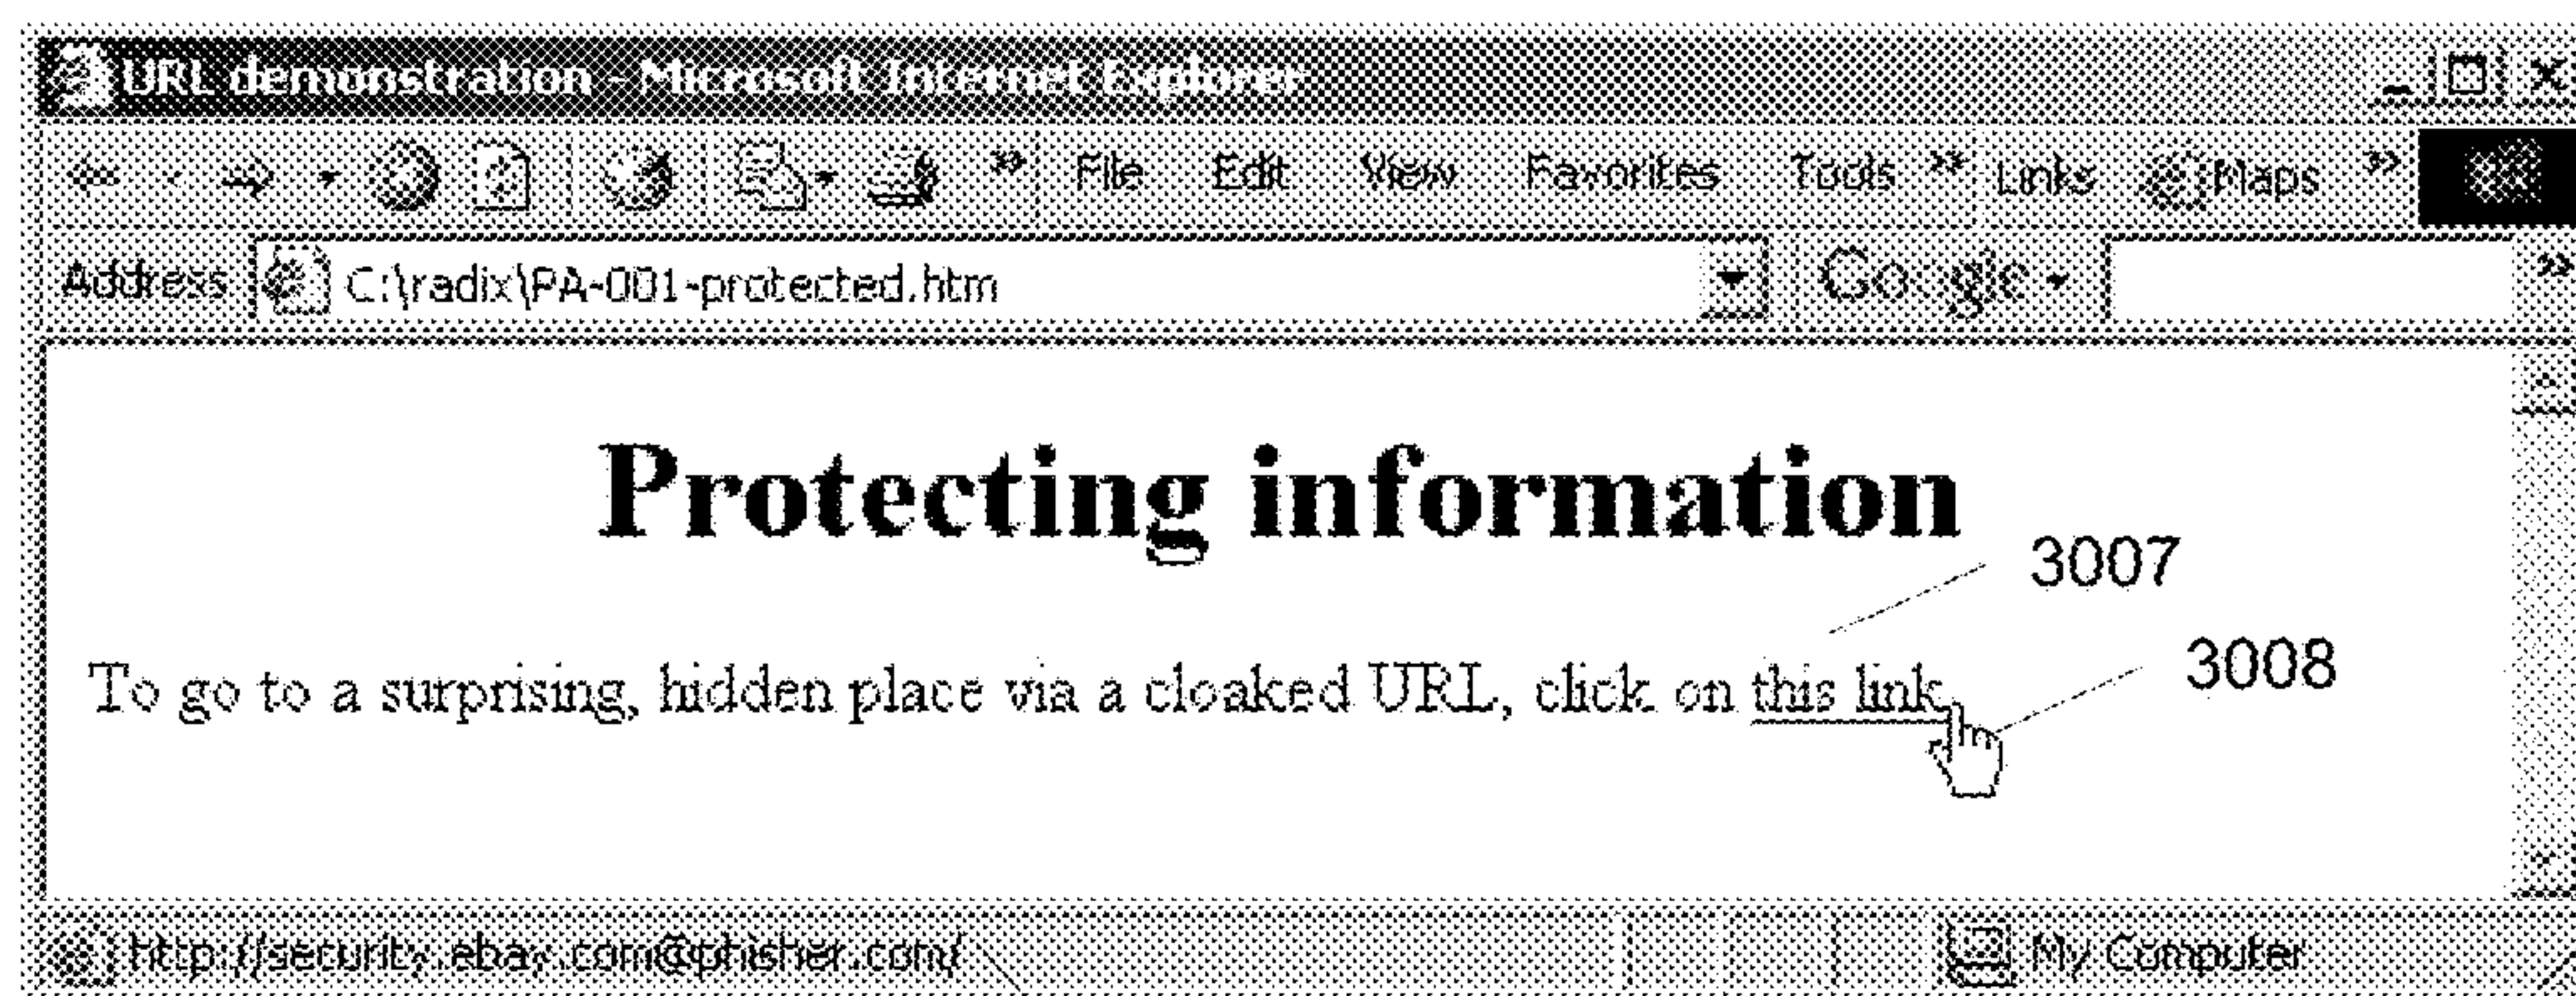 URL demonstration - Microsoft Internet Explorer
File Edit View Favorites Tools » Links Maps »
Address C:\radix\PA-001-protected.htm Google »
Protecting information
3007
3008
To go to a surprising, hidden place via a cloaked URL, click on this link.
http://security.ebay.com@phisher.com/ My Computer